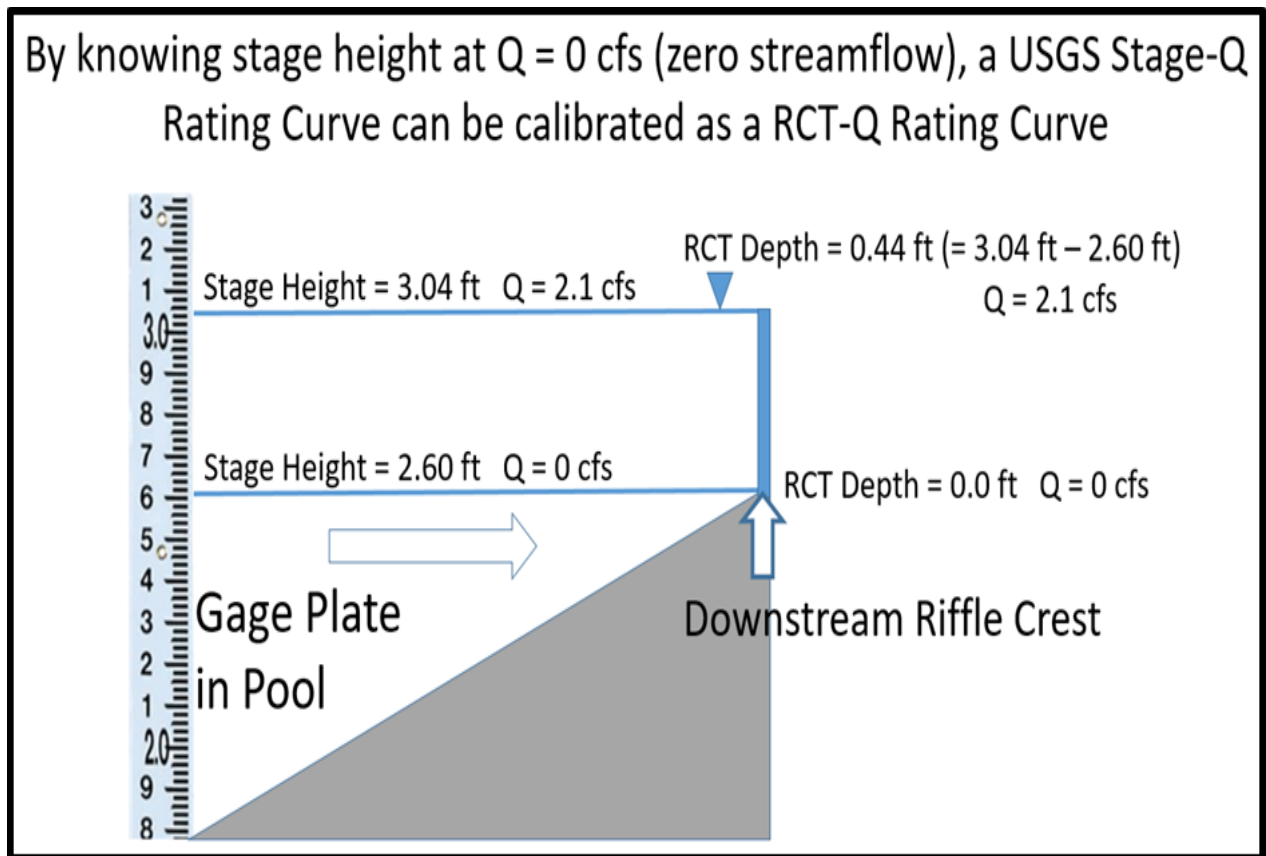 By knowing stage height at Q = 0 cfs (zero streamflow), a USGS Stage-Q
Rating Curve can be calibrated as a RCT-Q Rating Curve
3
2
1
3.0
9
8
7
6
5
4
3
2
1
2.0
9
8
Stage Height = 3.04 ft Q = 2.1 cfs
RCT Depth = 0.44 ft (= 3.04 ft – 2.60 ft)
Q = 2.1 cfs
Stage Height = 2.60 ft Q = 0 cfs
RCT Depth = 0.0 ft Q = 0 cfs
Gage Plate
in Pool
Downstream Riffle Crest